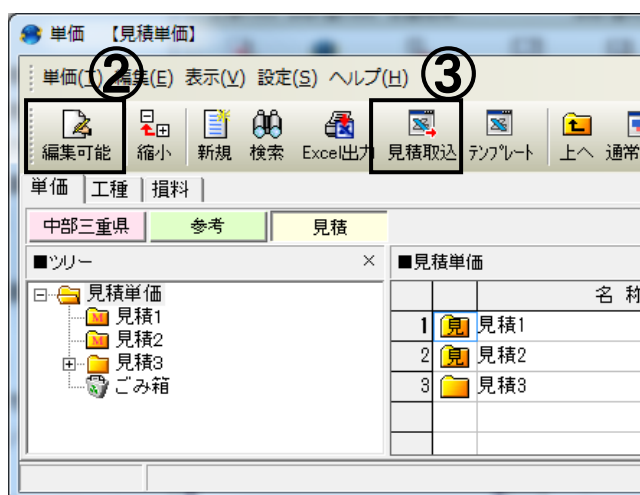 単価 【見積単価】
単価(T) 編集(E) 表示(V) 設定(S) ヘルプ(H)
② ③
編集可能 縮小 新規 検索 Excel出力 見積取込 テンプレート 上へ 通常
単価 工種 損料
中部三重県 参考 見積
■ツリー × ■見積単価
見積単価 名 称
見積1 1 見 見積1
見積2 2 見 見積2
見積3 3 見積3
ごみ箱